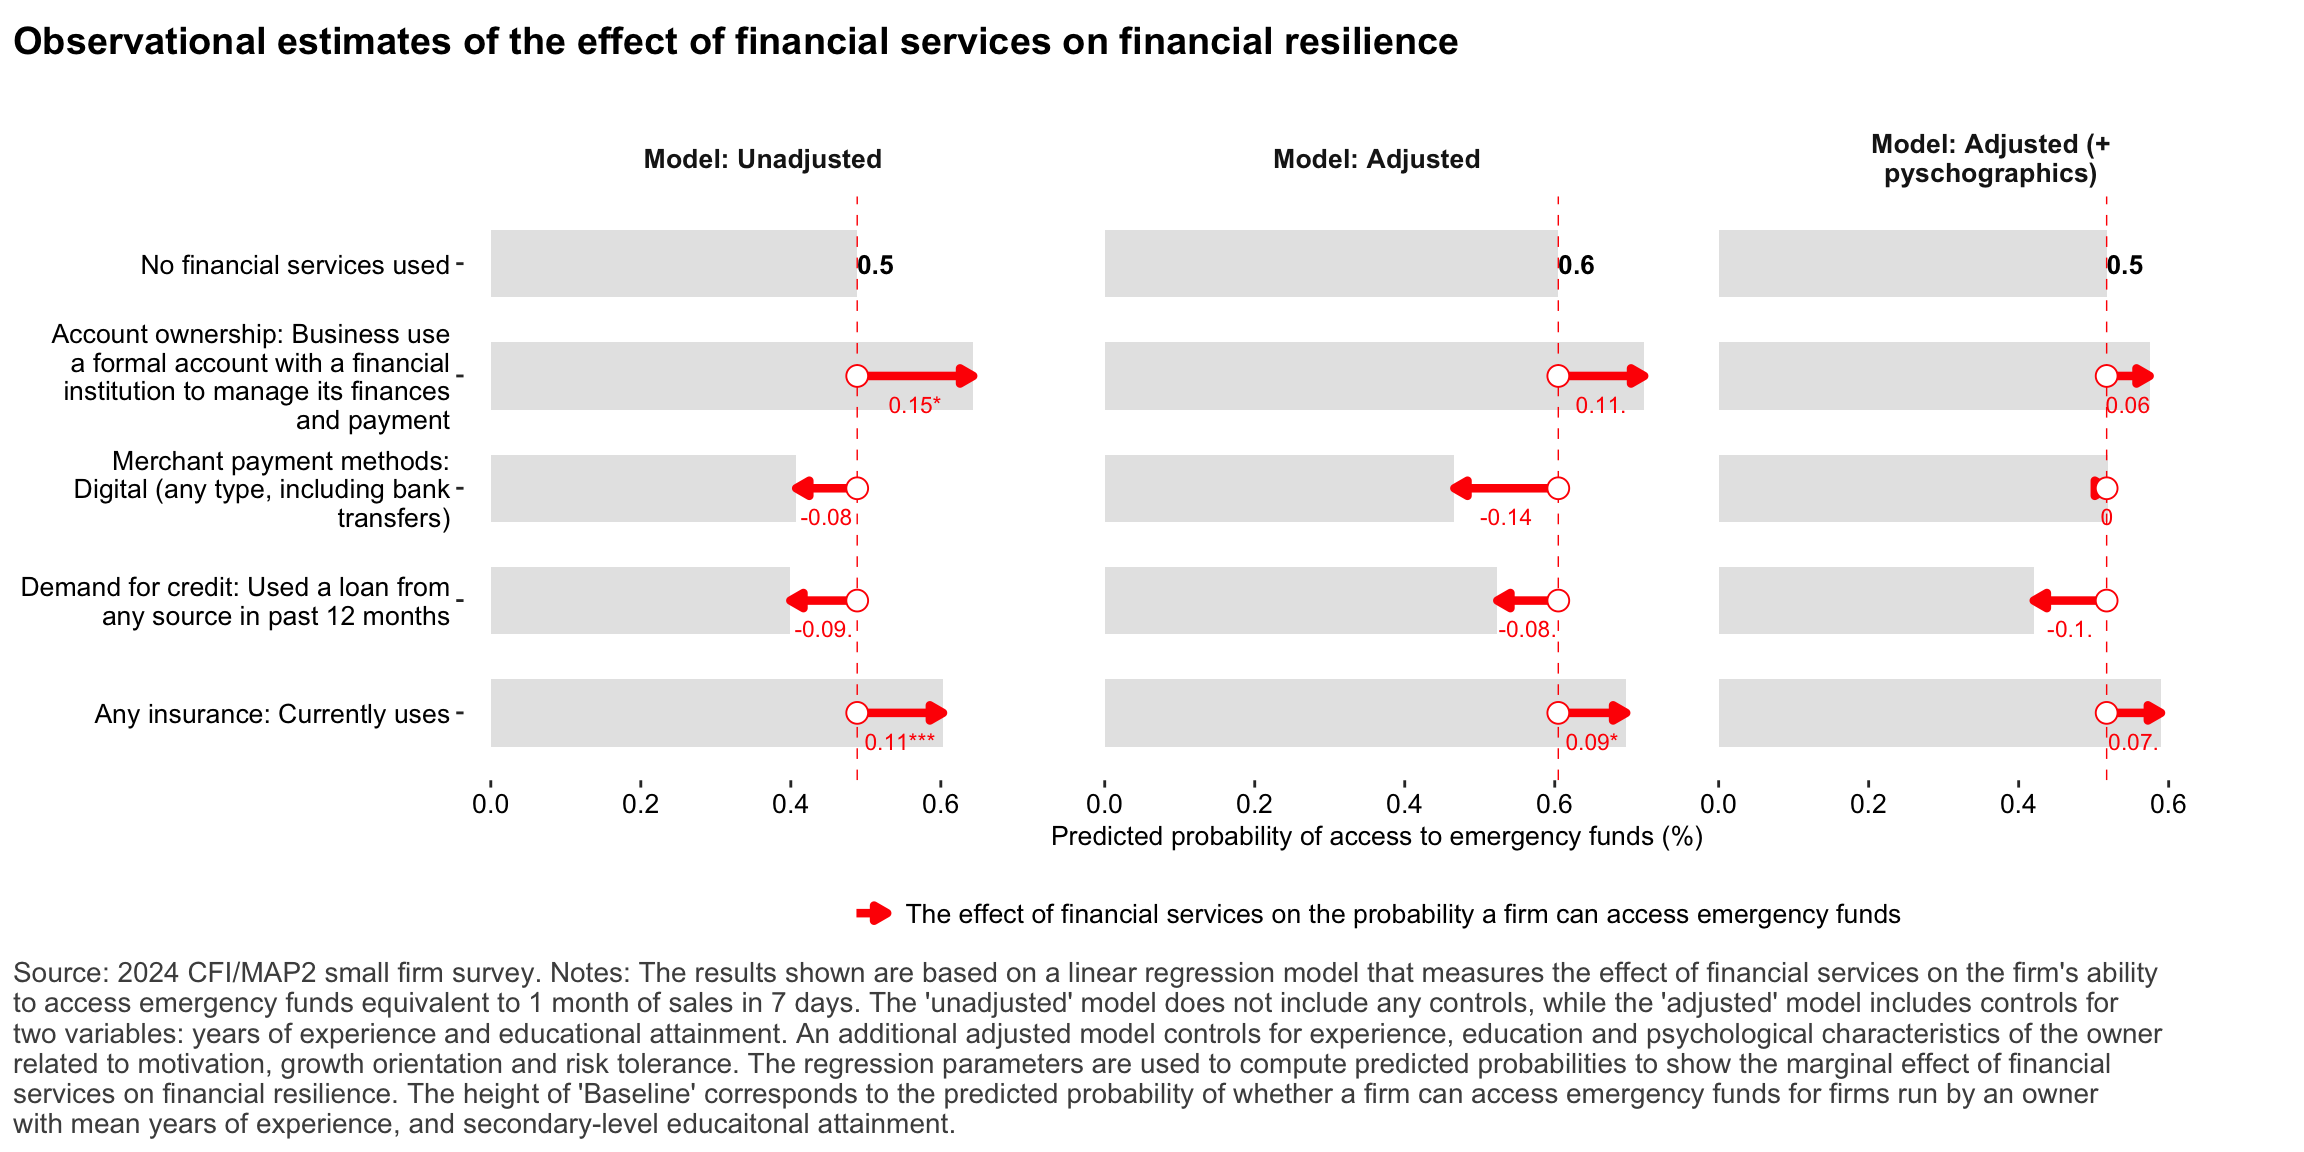 Observational estimates of the effect of financial services on financial resilience
Model: Unadjusted
Model: Adjusted
Model: Adjusted (+
pyschographics)
No financial services used
0.5
0.6
0.5
Account ownership: Business use
a formal account with a financial
institution to manage its finances
and payment
0.15*
0.11.
0.06
Merchant payment methods:
Digital (any type, including bank
transfers)
-0.08
-0.14
0
Demand for credit: Used a loan from
any source in past 12 months
-0.09.
-0.08.
-0.1.
Any insurance: Currently uses
0.11***
0.09*
0.07.
0.0 0.2 0.4 0.6
0.0 0.2 0.4 0.6
0.0 0.2 0.4 0.6
Predicted probability of access to emergency funds (%)
The effect of financial services on the probability a firm can access emergency funds
Source: 2024 CFI/MAP2 small firm survey. Notes: The results shown are based on a linear regression model that measures the effect of financial services on the firm's ability
to access emergency funds equivalent to 1 month of sales in 7 days. The 'unadjusted' model does not include any controls, while the 'adjusted' model includes controls for
two variables: years of experience and educational attainment. An additional adjusted model controls for experience, education and psychological characteristics of the owner
related to motivation, growth orientation and risk tolerance. The regression parameters are used to compute predicted probabilities to show the marginal effect of financial
services on financial resilience. The height of 'Baseline' corresponds to the predicted probability of whether a firm can access emergency funds for firms run by an owner
with mean years of experience, and secondary-level educaitonal attainment.